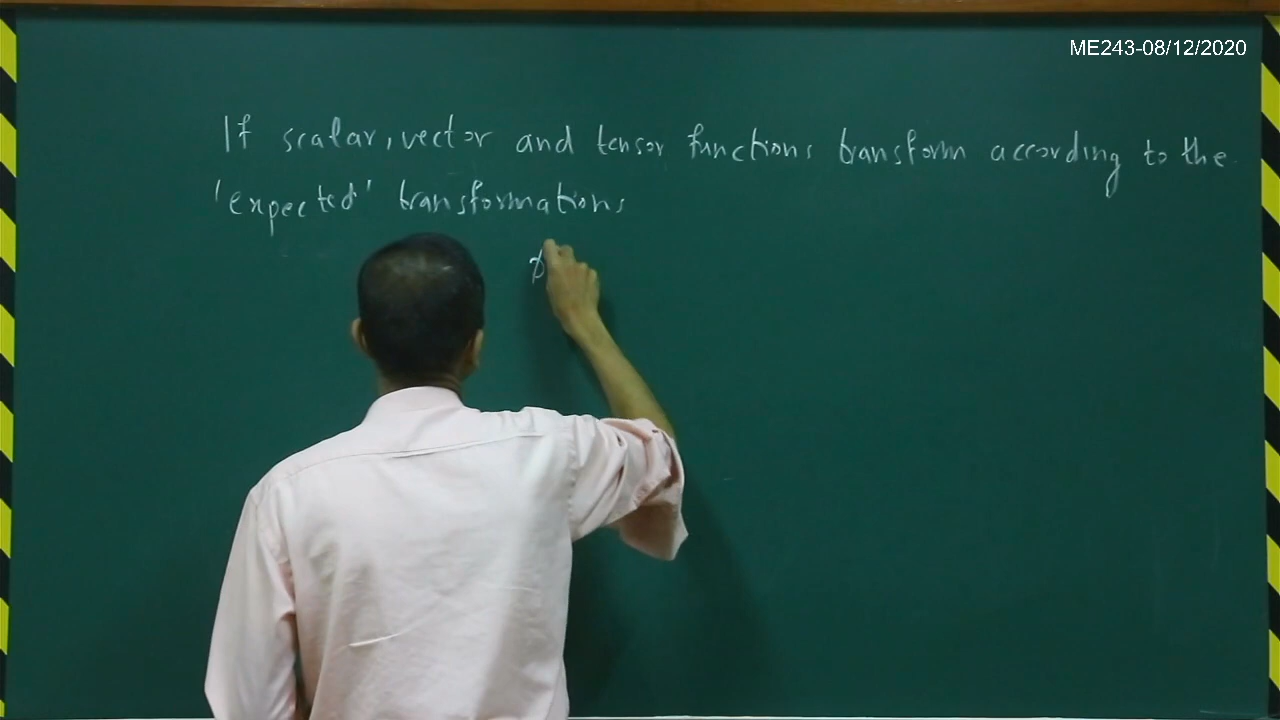 ME243-08/12/2020
If scalar, vector and tensor functions transform according to the
'expected' transformations
φ